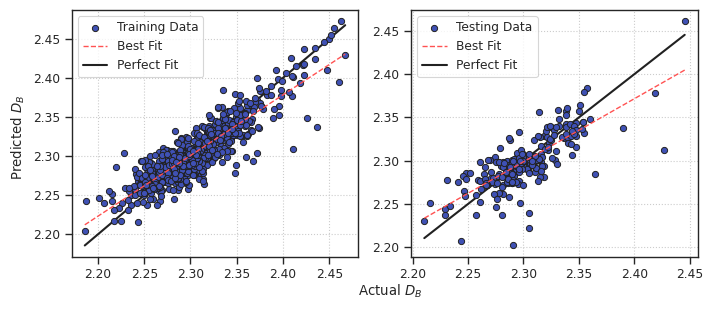 Training Data
Best Fit
Perfect Fit
Testing Data
Best Fit
Perfect Fit
Predicted D_B
2.45
2.40
2.35
2.30
2.25
2.20
2.45
2.40
2.35
2.30
2.25
2.20
2.20 2.25 2.30 2.35 2.40 2.45
2.20 2.25 2.30 2.35 2.40 2.45
Actual D_B